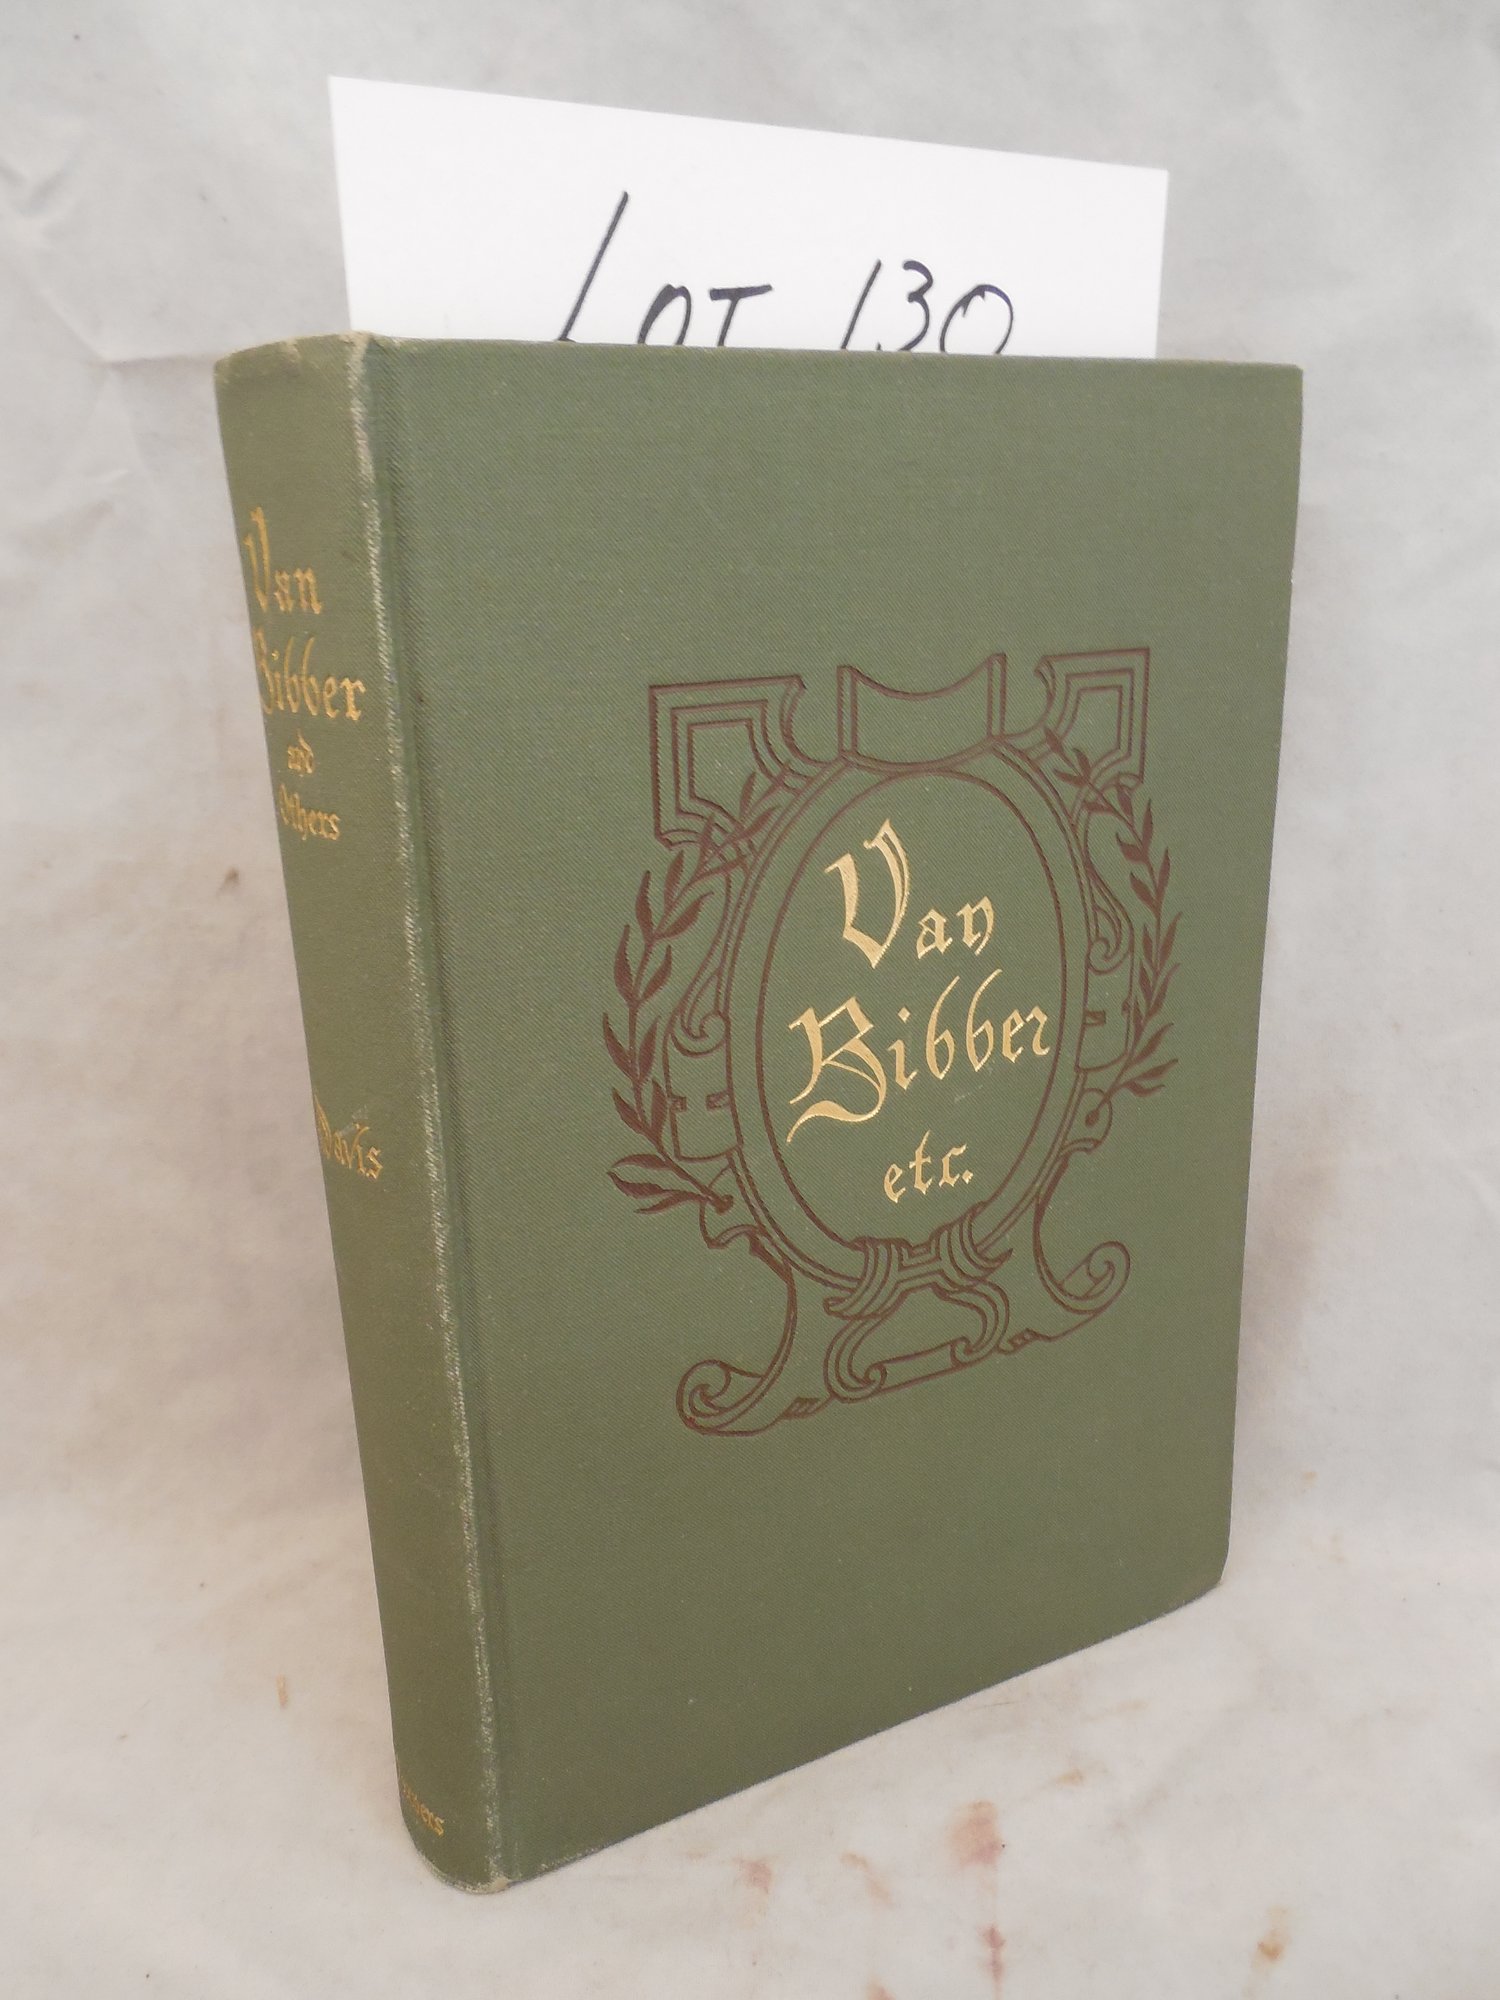 LOT 130
Van
Bibber
and
Others
Davis
Van
Bibber
etc.